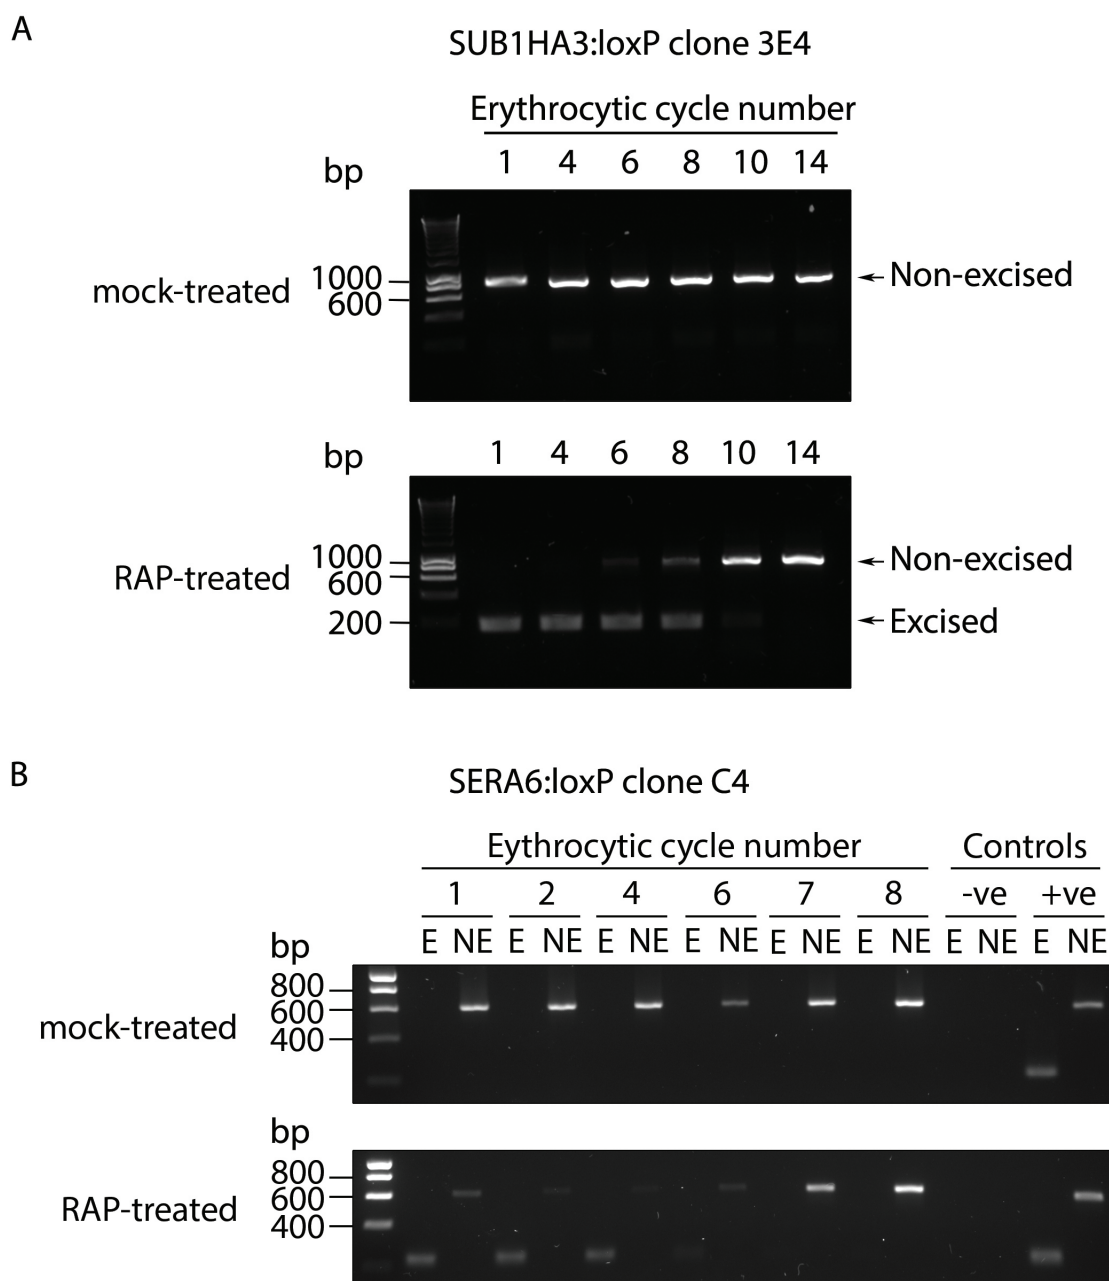 A
SUB1HA3:loxP clone 3E4
Erythrocytic cycle number
bp 1 4 6 8 10 14
mock-treated
1000
600
Non-excised
bp 1 4 6 8 10 14
RAP-treated
1000
600
200
Non-excised
Excised
B
SERA6:loxP clone C4
Eythrocytic cycle number Controls
1 2 4 6 7 8 -ve +ve
bp E NE E NE E NE E NE E NE E NE E NE E NE
mock-treated
800
600
400
bp
RAP-treated
800
600
400